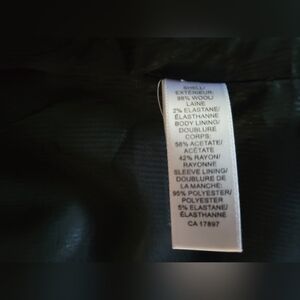 SHELL/
EXTÉRIEUR:
98% WOOL/
LAINE
2% ELASTANE/
ÉLASTHANNE
BODY LINING/
DOUBLURE
CORPS:
58% ACETATE/
ACÉTATE
42% RAYON/
RAYONNE
SLEEVE LINING/
DOUBLURE DE
LA MANCHE:
95% POLYESTER/
POLYESTER
5% ELASTANE/
ÉLASTHANNE
CA 17897